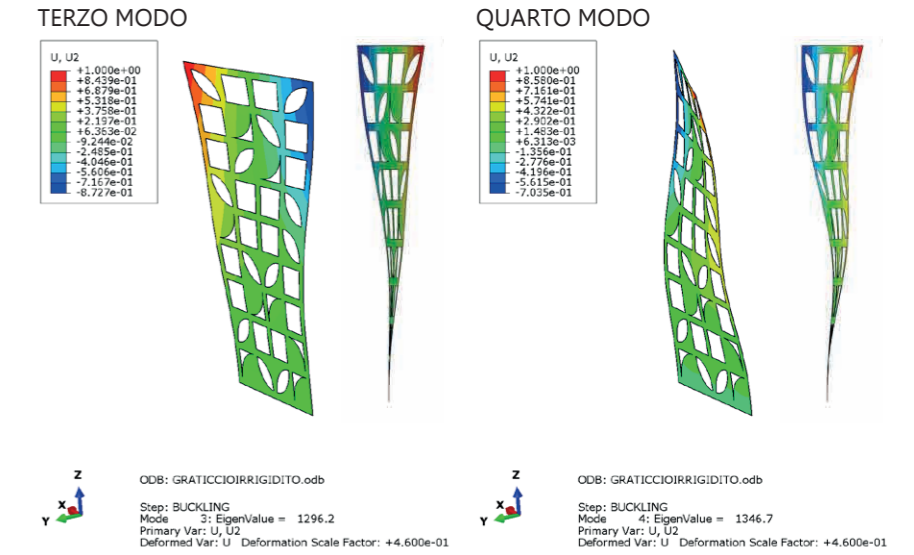 TERZO MODO
U, U2
+1.000e+00
+8.439e-01
+6.879e-01
+5.318e-01
+3.758e-01
+2.197e-01
+6.363e-02
-9.244e-02
-2.485e-01
-4.046e-01
-5.606e-01
-7.167e-01
-8.727e-01
Z
X
Y
ODB: GRATICCIOIRRIGIDITO.odb
Step: BUCKLING
Mode 3: EigenValue = 1296.2
Primary Var: U, U2
Deformed Var: U Deformation Scale Factor: +4.600e-01
QUARTO MODO
U, U2
+1.000e+00
+8.580e-01
+7.161e-01
+5.741e-01
+4.322e-01
+2.902e-01
+1.483e-01
+6.313e-03
-1.356e-01
-2.776e-01
-4.196e-01
-5.615e-01
-7.035e-01
Z
X
Y
ODB: GRATICCIOIRRIGIDITO.odb
Step: BUCKLING
Mode 4: EigenValue = 1346.7
Primary Var: U, U2
Deformed Var: U Deformation Scale Factor: +4.600e-01